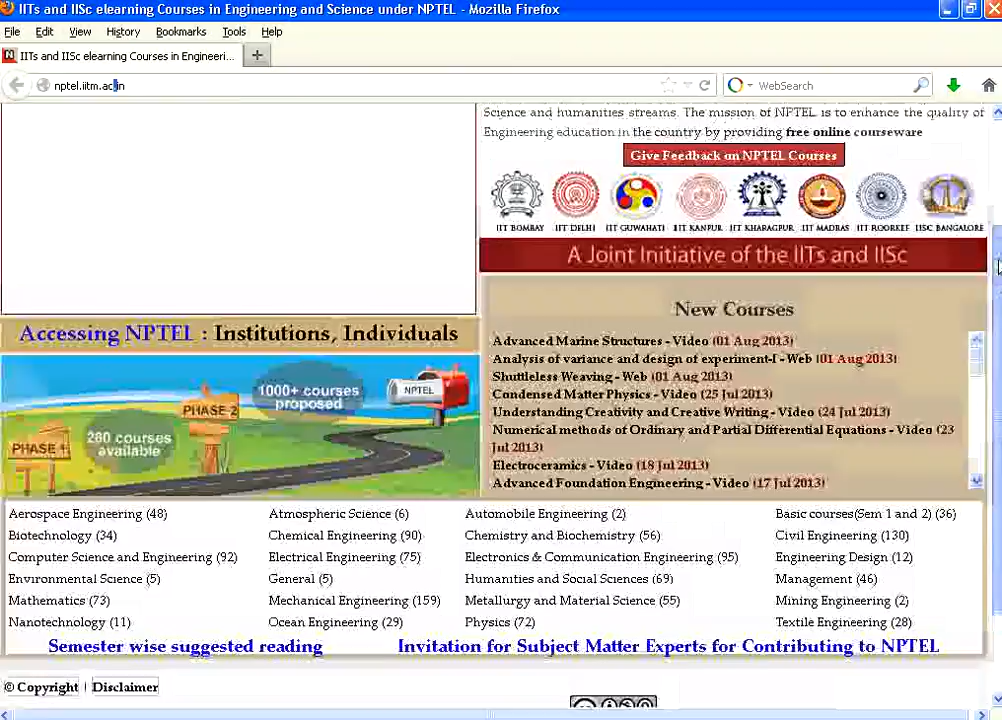 IITs and IISc elearning Courses in Engineering and Science under NPTEL - Mozilla Firefox
File Edit View History Bookmarks Tools Help
IITs and IISc elearning Courses in Engineeri...
nptel.iitm.ac.in
WebSearch
Science and humanities streams. The mission of NPTEL is to enhance the quality of
Engineering education in the country by providing free online courseware
Give Feedback on NPTEL Courses
IIT BOMBAY IIT DELHI IIT GUWAHATI IIT KANPUR IIT KHARAGPUR IIT MADRAS IIT ROORKEE IISC BANGALORE
A Joint Initiative of the IITs and IISc
Accessing NPTEL : Institutions, Individuals
PHASE 1
260 courses
available
PHASE-2
1000+ courses
proposed
NPTEL
New Courses
Advanced Marine Structures - Video (01 Aug 2013)
Analysis of variance and design of experiment-I - Web (01 Aug 2013)
Shuttleless Weaving - Web (01 Aug 2013)
Condensed Matter Physics - Video (25 Jul 2013)
Understanding Creativity and Creative Writing - Video (24 Jul 2013)
Numerical methods of Ordinary and Partial Differential Equations - Video (23
Jul 2013)
Electroceramics - Video (18 Jul 2013)
Advanced Foundation Engineering - Video (17 Jul 2013)
Aerospace Engineering (48) Atmospheric Science (6) Automobile Engineering (2) Basic courses(Sem 1 and 2) (36)
Biotechnology (34) Chemical Engineering (90) Chemistry and Biochemistry (56) Civil Engineering (130)
Computer Science and Engineering (92) Electrical Engineering (75) Electronics & Communication Engineering (95) Engineering Design (12)
Environmental Science (5) General (5) Humanities and Social Sciences (69) Management (46)
Mathematics (73) Mechanical Engineering (159) Metallurgy and Material Science (55) Mining Engineering (2)
Nanotechnology (11) Ocean Engineering (29) Physics (72) Textile Engineering (28)
Semester wise suggested reading Invitation for Subject Matter Experts for Contributing to NPTEL
© Copyright | Disclaimer